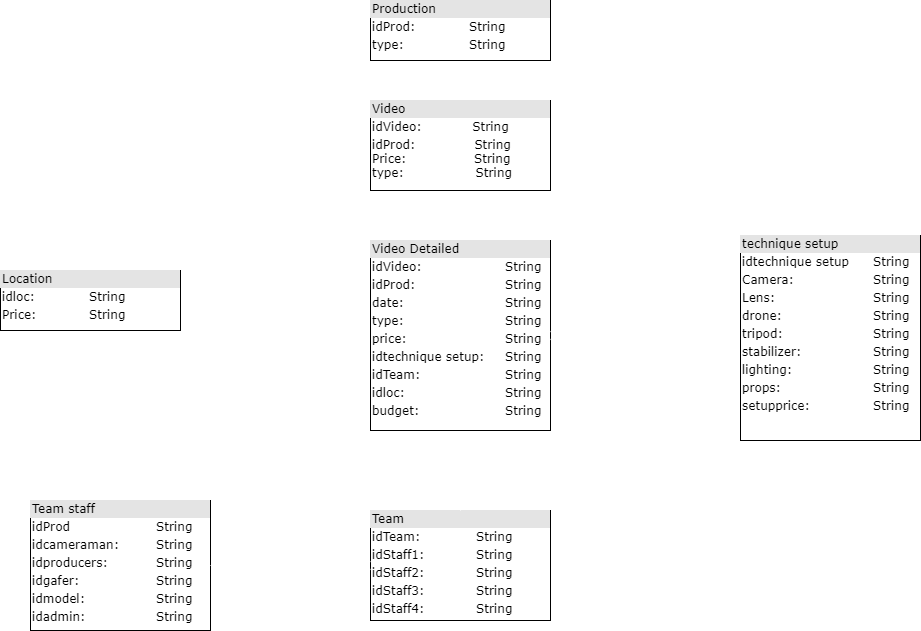 Production
idProd: String
type: String
Video
idVideo: String
idProd: String
Price: String
type: String
Video Detailed
idVideo: String
idProd: String
date: String
type: String
price: String
idtechnique setup: String
idTeam: String
idloc: String
budget: String
technique setup
idtechnique setup String
Camera: String
Lens: String
drone: String
tripod: String
stabilizer: String
lighting: String
props: String
setupprice: String
Location
idloc: String
Price: String
Team staff
idProd String
idcameraman: String
idproducers: String
idgafer: String
idmodel: String
idadmin: String
Team
idTeam: String
idStaff1: String
idStaff2: String
idStaff3: String
idStaff4: String